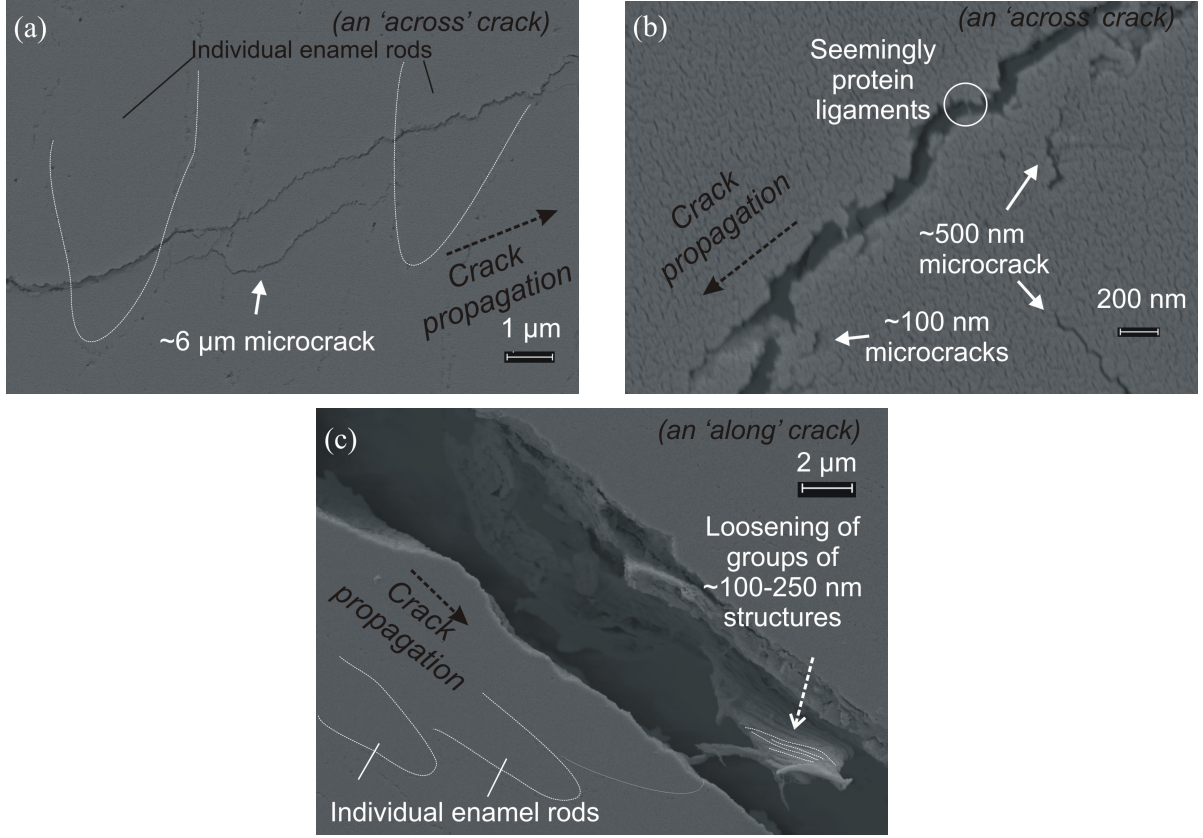 (a)
(an ‘across’ crack)
Individual enamel rods
Crack
propagation
~6 µm microcrack
1 µm
(b)
(an ‘across’ crack)
Seemingly
protein
ligaments
Crack
propagation
~500 nm
microcrack
200 nm
~100 nm
microcracks
(c)
(an ‘along’ crack)
2 µm
Loosening of
groups of
~100-250 nm
structures
Crack
propagation
Individual enamel rods